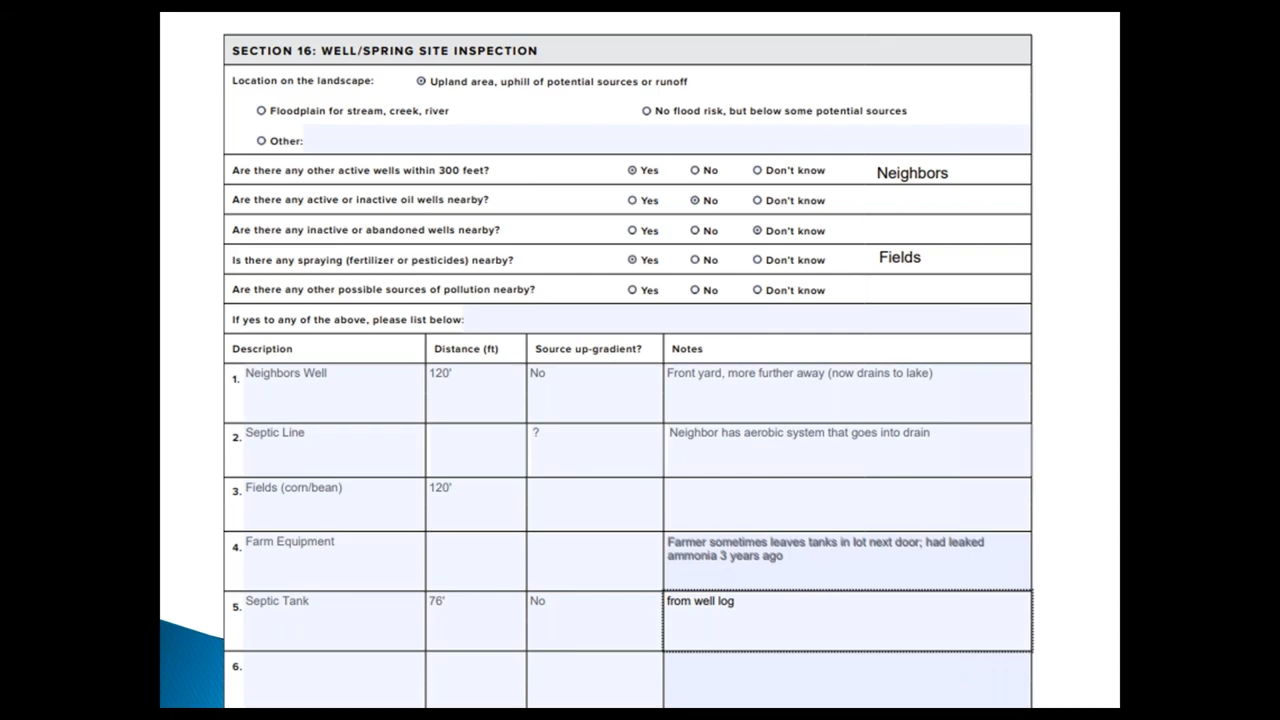 SECTION 16: WELL/SPRING SITE INSPECTION
Location on the landscape: Upland area, uphill of potential sources or runoff
Floodplain for stream, creek, river No flood risk, but below some potential sources
Other:
Are there any other active wells within 300 feet? Yes No Don't know Neighbors
Are there any active or inactive oil wells nearby? Yes No Don't know
Are there any inactive or abandoned wells nearby? Yes No Don't know
Is there any spraying (fertilizer or pesticides) nearby? Yes No Don't know Fields
Are there any other possible sources of pollution nearby? Yes No Don't know
If yes to any of the above, please list below:
Description Distance (ft) Source up-gradient? Notes
1. Neighbors Well 120' No Front yard, more further away (now drains to lake)
2. Septic Line ? Neighbor has aerobic system that goes into drain
3. Fields (corn/bean) 120'
4. Farm Equipment Farmer sometimes leaves tanks in lot next door; had leaked
ammonia 3 years ago
5. Septic Tank 76' No from well log
6.